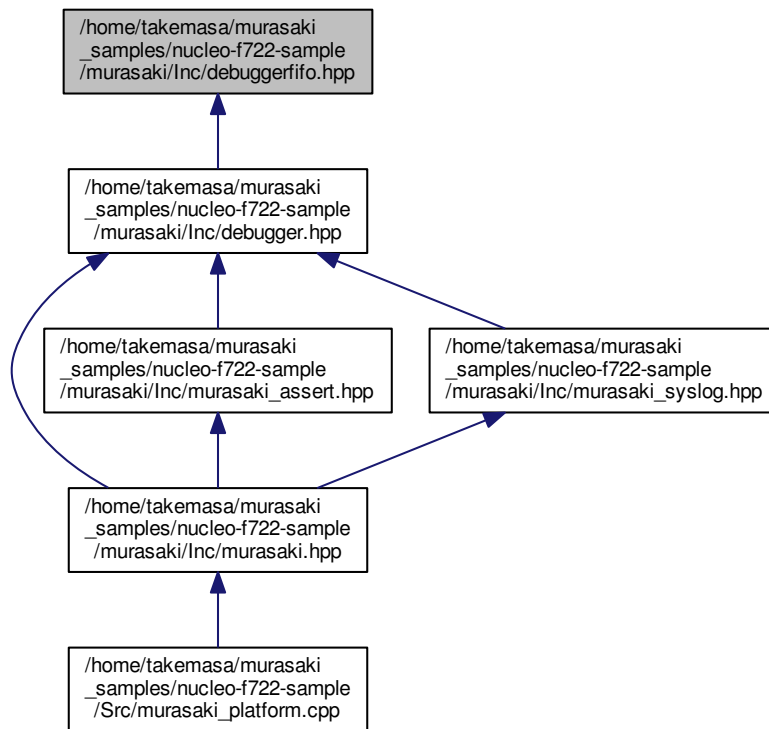 /home/takemasa/murasaki
_samples/nucleo-f722-sample
/murasaki/Inc/debuggerfifo.hpp
/home/takemasa/murasaki
_samples/nucleo-f722-sample
/murasaki/Inc/debugger.hpp
/home/takemasa/murasaki
_samples/nucleo-f722-sample
/murasaki/Inc/murasaki_assert.hpp
/home/takemasa/murasaki
_samples/nucleo-f722-sample
/murasaki/Inc/murasaki_syslog.hpp
/home/takemasa/murasaki
_samples/nucleo-f722-sample
/murasaki/Inc/murasaki.hpp
/home/takemasa/murasaki
_samples/nucleo-f722-sample
/Src/murasaki_platform.cpp